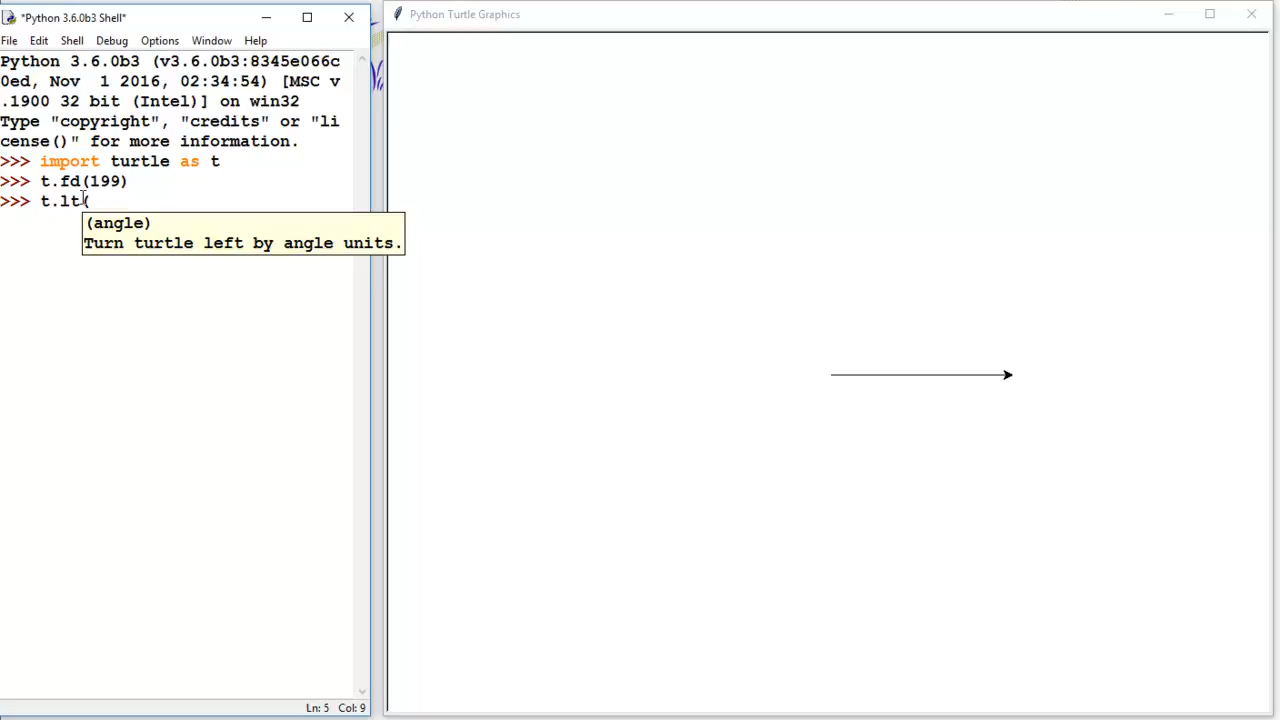 *Python 3.6.0b3 Shell*
File Edit Shell Debug Options Window Help
Python 3.6.0b3 (v3.6.0b3:8345e066c
0ed, Nov  1 2016, 02:34:54) [MSC v
.1900 32 bit (Intel)] on win32
Type "copyright", "credits" or "li
cense()" for more information.
>>> import turtle as t
>>> t.fd(199)
>>> t.lt(
(angle)
Turn turtle left by angle units.
Ln: 5 Col: 9
Python Turtle Graphics